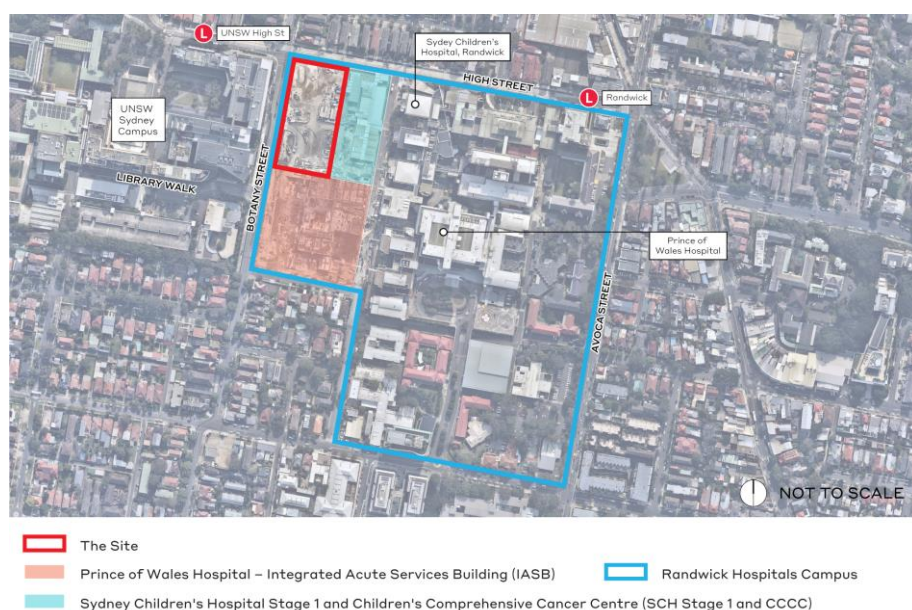 L UNSW High St
Sydey Children's
Hospital, Randwick
HIGH STREET
L Randwick
UNSW
Sydney
Campus
LIBRARY WALK
BOTANY STREET
Prince of
Wales Hospital
AVOCA STREET
NOT TO SCALE
The Site
Prince of Wales Hospital – Integrated Acute Services Building (IASB)
Randwick Hospitals Campus
Sydney Children's Hospital Stage 1 and Children's Comprehensive Cancer Centre (SCH Stage 1 and CCCC)